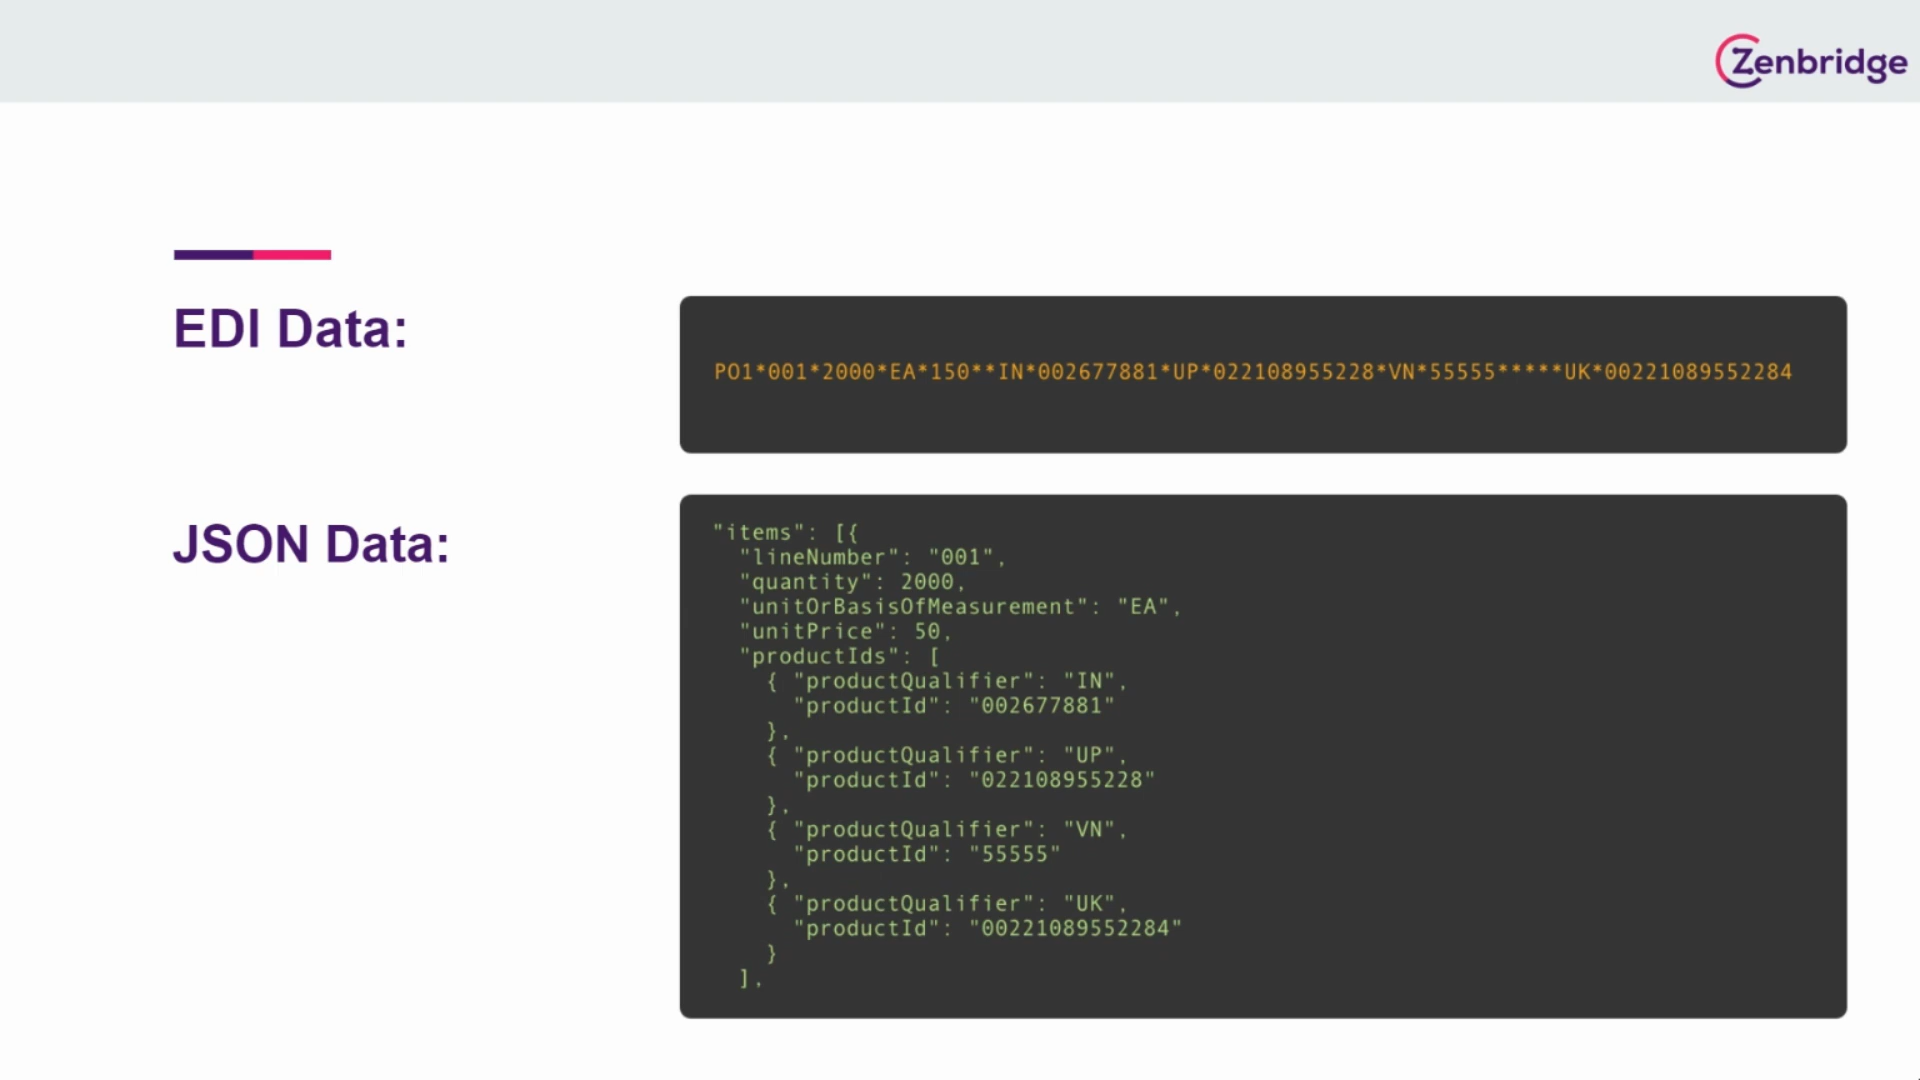 Zenbridge
EDI Data:
PO1*001*2000*EA*150**IN*002677881*UP*022108955228*VN*55555*****UK*00221089552284
JSON Data:
"items": [{
"lineNumber": "001",
"quantity": 2000,
"unitOrBasisOfMeasurement": "EA",
"unitPrice": 50,
"productIds": [
{ "productQualifier": "IN",
"productId": "002677881"
},
{ "productQualifier": "UP",
"productId": "022108955228"
},
{ "productQualifier": "VN",
"productId": "55555"
},
{ "productQualifier": "UK",
"productId": "00221089552284"
}
],